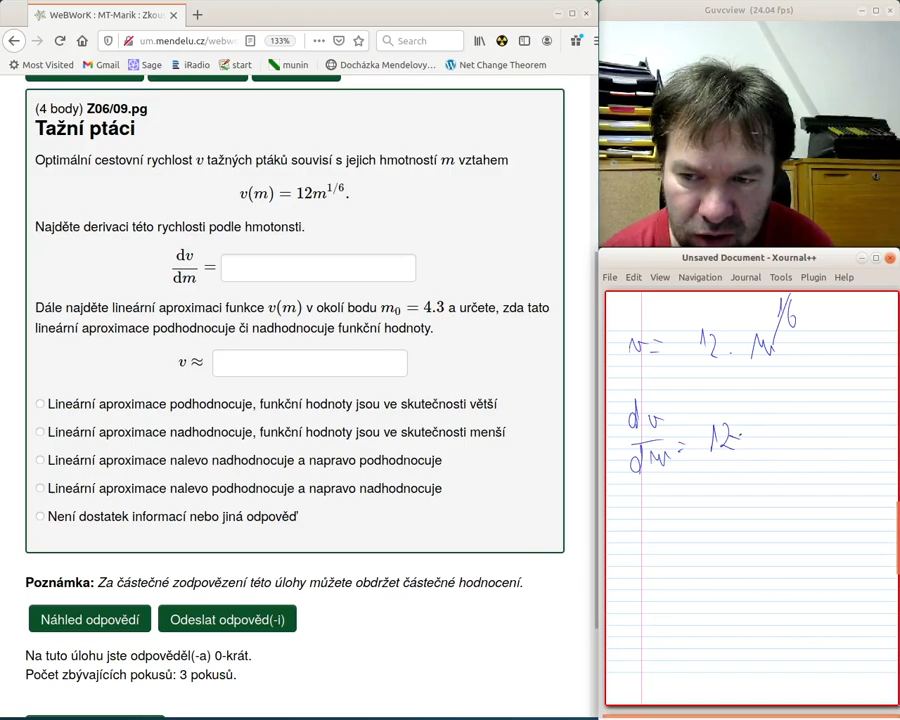 WeBWorK : MT-Marik : Zkou
Guvcview (24.04 fps)
um.mendelu.cz/webw
133%
Search
Most Visited Gmail Sage iRadio start munin Docházka Mendelovy... Net Change Theorem
(4 body) Z06/09.pg
Tažní ptáci
Optimální cestovní rychlost v tažných ptáků souvisí s jejich hmotností m vztahem
v(m) = 12m^{1/6}.
Najděte derivaci této rychlosti podle hmotonsti.
dv/dm =
Dále najděte lineární aproximaci funkce v(m) v okolí bodu m₀ = 4.3 a určete, zda tato
lineární aproximace podhodnocuje či nadhodnocuje funkční hodnoty.
v ≈
Lineární aproximace podhodnocuje, funkční hodnoty jsou ve skutečnosti větší
Lineární aproximace nadhodnocuje, funkční hodnoty jsou ve skutečnosti menší
Lineární aproximace nalevo nadhodnocuje a napravo podhodnocuje
Lineární aproximace nalevo podhodnocuje a napravo nadhodnocuje
Není dostatek informací nebo jiná odpověď
Poznámka: Za částečné zodpovězení této úlohy můžete obdržet částečné hodnocení.
Náhled odpovědí Odeslat odpověd(-i)
Na tuto úlohu jste odpověděl(-a) 0-krát.
Počet zbývajících pokusů: 3 pokusů.
Unsaved Document - Xournal++
File Edit View Navigation Journal Tools Plugin Help
v = 12 · m^{1/6}
dv/dm = 12·